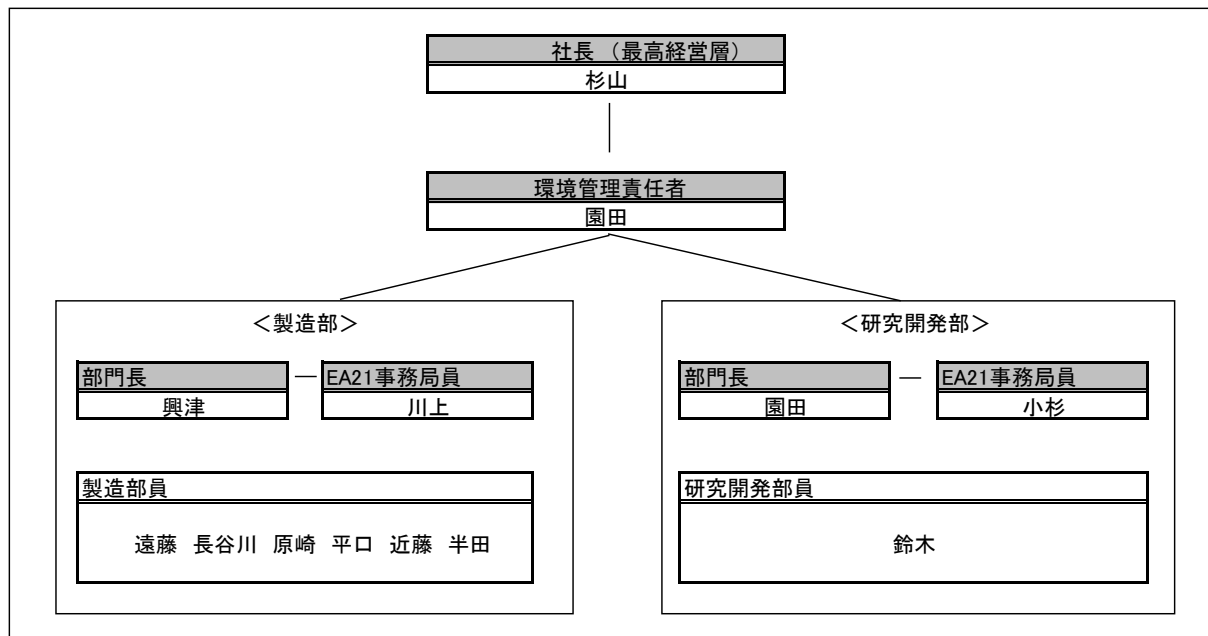 社長 （最高経営層）
杉山
環境管理責任者
園田
＜製造部＞
部門長
EA21事務局員
興津
川上
製造部員
遠藤 長谷川 原崎 平口 近藤 半田
＜研究開発部＞
部門長
EA21事務局員
園田
小杉
研究開発部員
鈴木